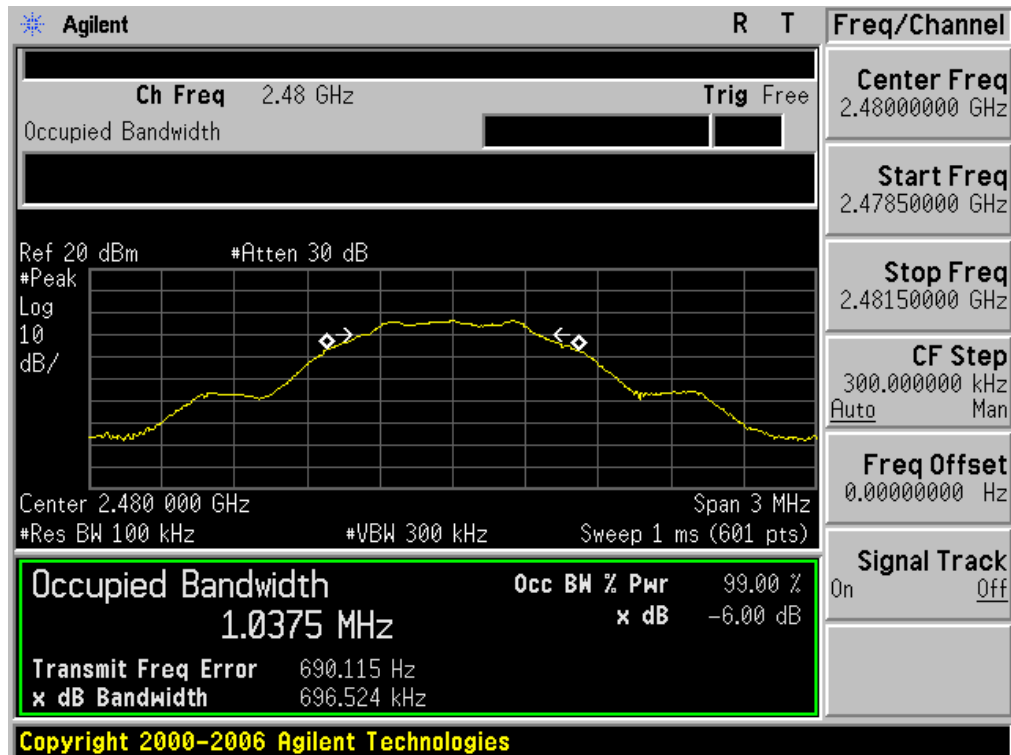 Agilent R T
Ch Freq 2.48 GHz Trig Free
Occupied Bandwidth
Ref 20 dBm #Atten 30 dB
#Peak
Log
10
dB/
Center 2.480 000 GHz Span 3 MHz
#Res BW 100 kHz #VBW 300 kHz Sweep 1 ms (601 pts)
Occupied Bandwidth Occ BW % Pwr 99.00 %
1.0375 MHz x dB -6.00 dB
Transmit Freq Error 690.115 Hz
x dB Bandwidth 696.524 kHz
Copyright 2000-2006 Agilent Technologies
Freq/Channel
Center Freq
2.48000000 GHz
Start Freq
2.47850000 GHz
Stop Freq
2.48150000 GHz
CF Step
300.000000 kHz
Auto Man
Freq Offset
0.00000000 Hz
Signal Track
On Off